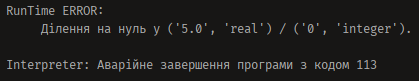 RunTime ERROR:
Ділення на нуль у ('5.0', 'real') / ('0', 'integer').
Interpreter: Аварійне завершення програми з кодом 113